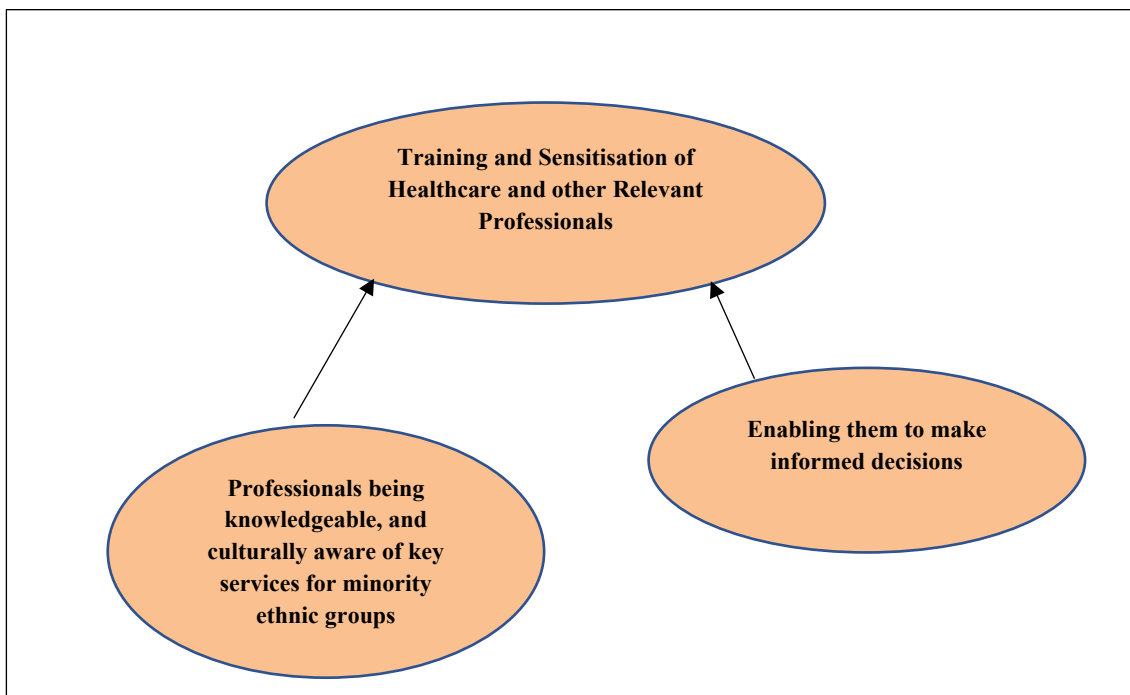 Training and Sensitisation of
Healthcare and other Relevant
Professionals
Enabling them to make
informed decisions
Professionals being
knowledgeable, and
culturally aware of key
services for minority
ethnic groups